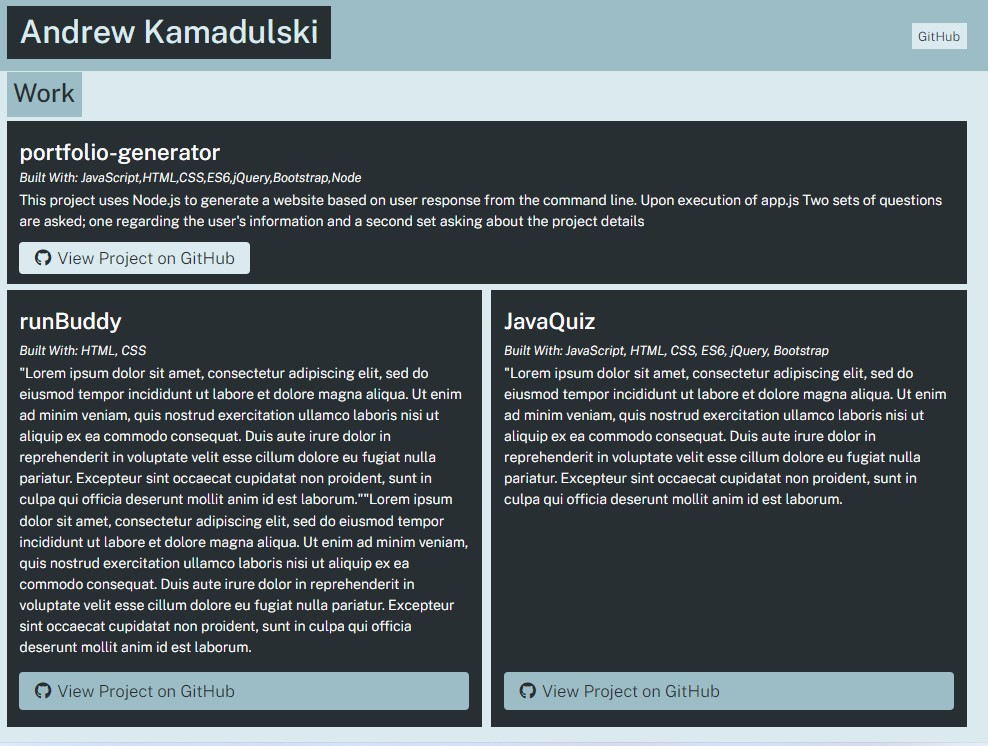 Andrew Kamadulski
GitHub
Work
portfolio-generator
Built With: JavaScript,HTML,CSS,ES6,jQuery,Bootstrap,Node
This project uses Node.js to generate a website based on user response from the command line. Upon execution of app.js Two sets of questions
are asked; one regarding the user's information and a second set asking about the project details
View Project on GitHub
runBuddy
Built With: HTML, CSS
"Lorem ipsum dolor sit amet, consectetur adipiscing elit, sed do
eiusmod tempor incididunt ut labore et dolore magna aliqua. Ut enim
ad minim veniam, quis nostrud exercitation ullamco laboris nisi ut
aliquip ex ea commodo consequat. Duis aute irure dolor in
reprehenderit in voluptate velit esse cillum dolore eu fugiat nulla
pariatur. Excepteur sint occaecat cupidatat non proident, sunt in
culpa qui officia deserunt mollit anim id est laborum.""Lorem ipsum
dolor sit amet, consectetur adipiscing elit, sed do eiusmod tempor
incididunt ut labore et dolore magna aliqua. Ut enim ad minim veniam,
quis nostrud exercitation ullamco laboris nisi ut aliquip ex ea
commodo consequat. Duis aute irure dolor in reprehenderit in
voluptate velit esse cillum dolore eu fugiat nulla pariatur. Excepteur
sint occaecat cupidatat non proident, sunt in culpa qui officia
deserunt mollit anim id est laborum.
View Project on GitHub
JavaQuiz
Built With: JavaScript, HTML, CSS, ES6, jQuery, Bootstrap
"Lorem ipsum dolor sit amet, consectetur adipiscing elit, sed do
eiusmod tempor incididunt ut labore et dolore magna aliqua. Ut enim
ad minim veniam, quis nostrud exercitation ullamco laboris nisi ut
aliquip ex ea commodo consequat. Duis aute irure dolor in
reprehenderit in voluptate velit esse cillum dolore eu fugiat nulla
pariatur. Excepteur sint occaecat cupidatat non proident, sunt in
culpa qui officia deserunt mollit anim id est laborum.
View Project on GitHub